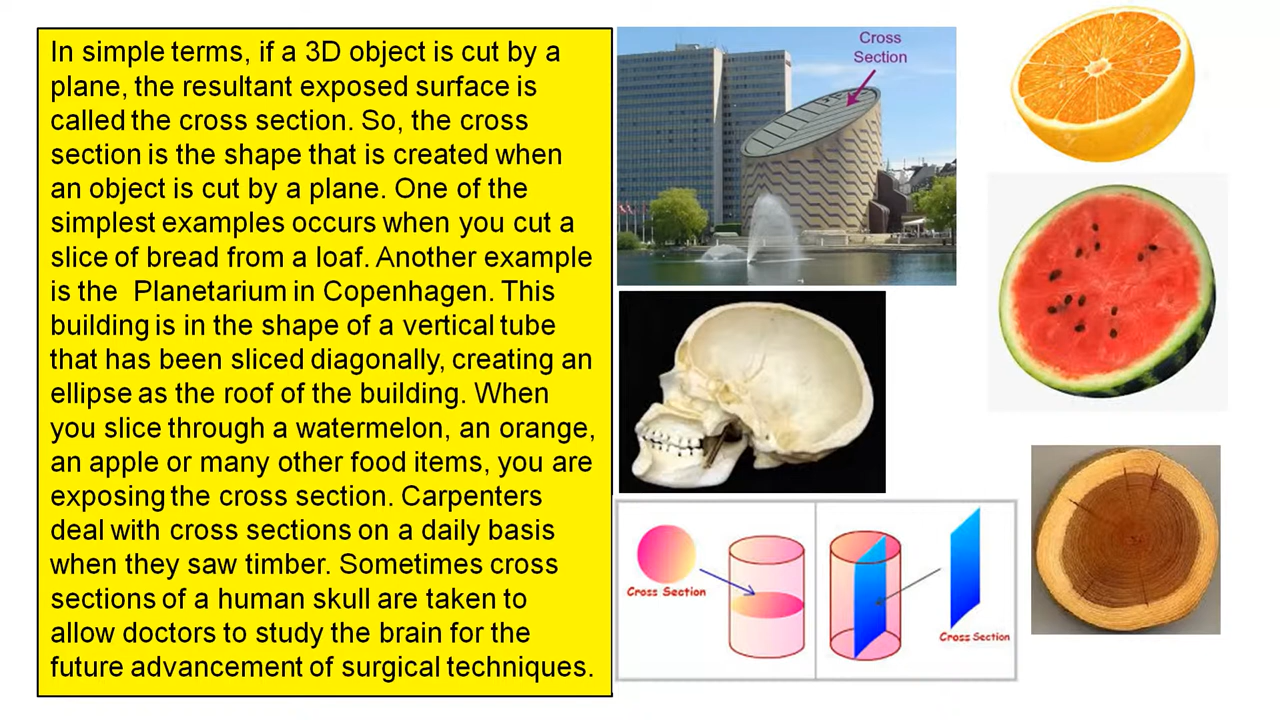 In simple terms, if a 3D object is cut by a
plane, the resultant exposed surface is
called the cross section. So, the cross
section is the shape that is created when
an object is cut by a plane. One of the
simplest examples occurs when you cut a
slice of bread from a loaf. Another example
is the  Planetarium in Copenhagen. This
building is in the shape of a vertical tube
that has been sliced diagonally, creating an
ellipse as the roof of the building. When
you slice through a watermelon, an orange,
an apple or many other food items, you are
exposing the cross section. Carpenters
deal with cross sections on a daily basis
when they saw timber. Sometimes cross
sections of a human skull are taken to
allow doctors to study the brain for the
future advancement of surgical techniques.
Cross
Section
Cross Section
Cross Section